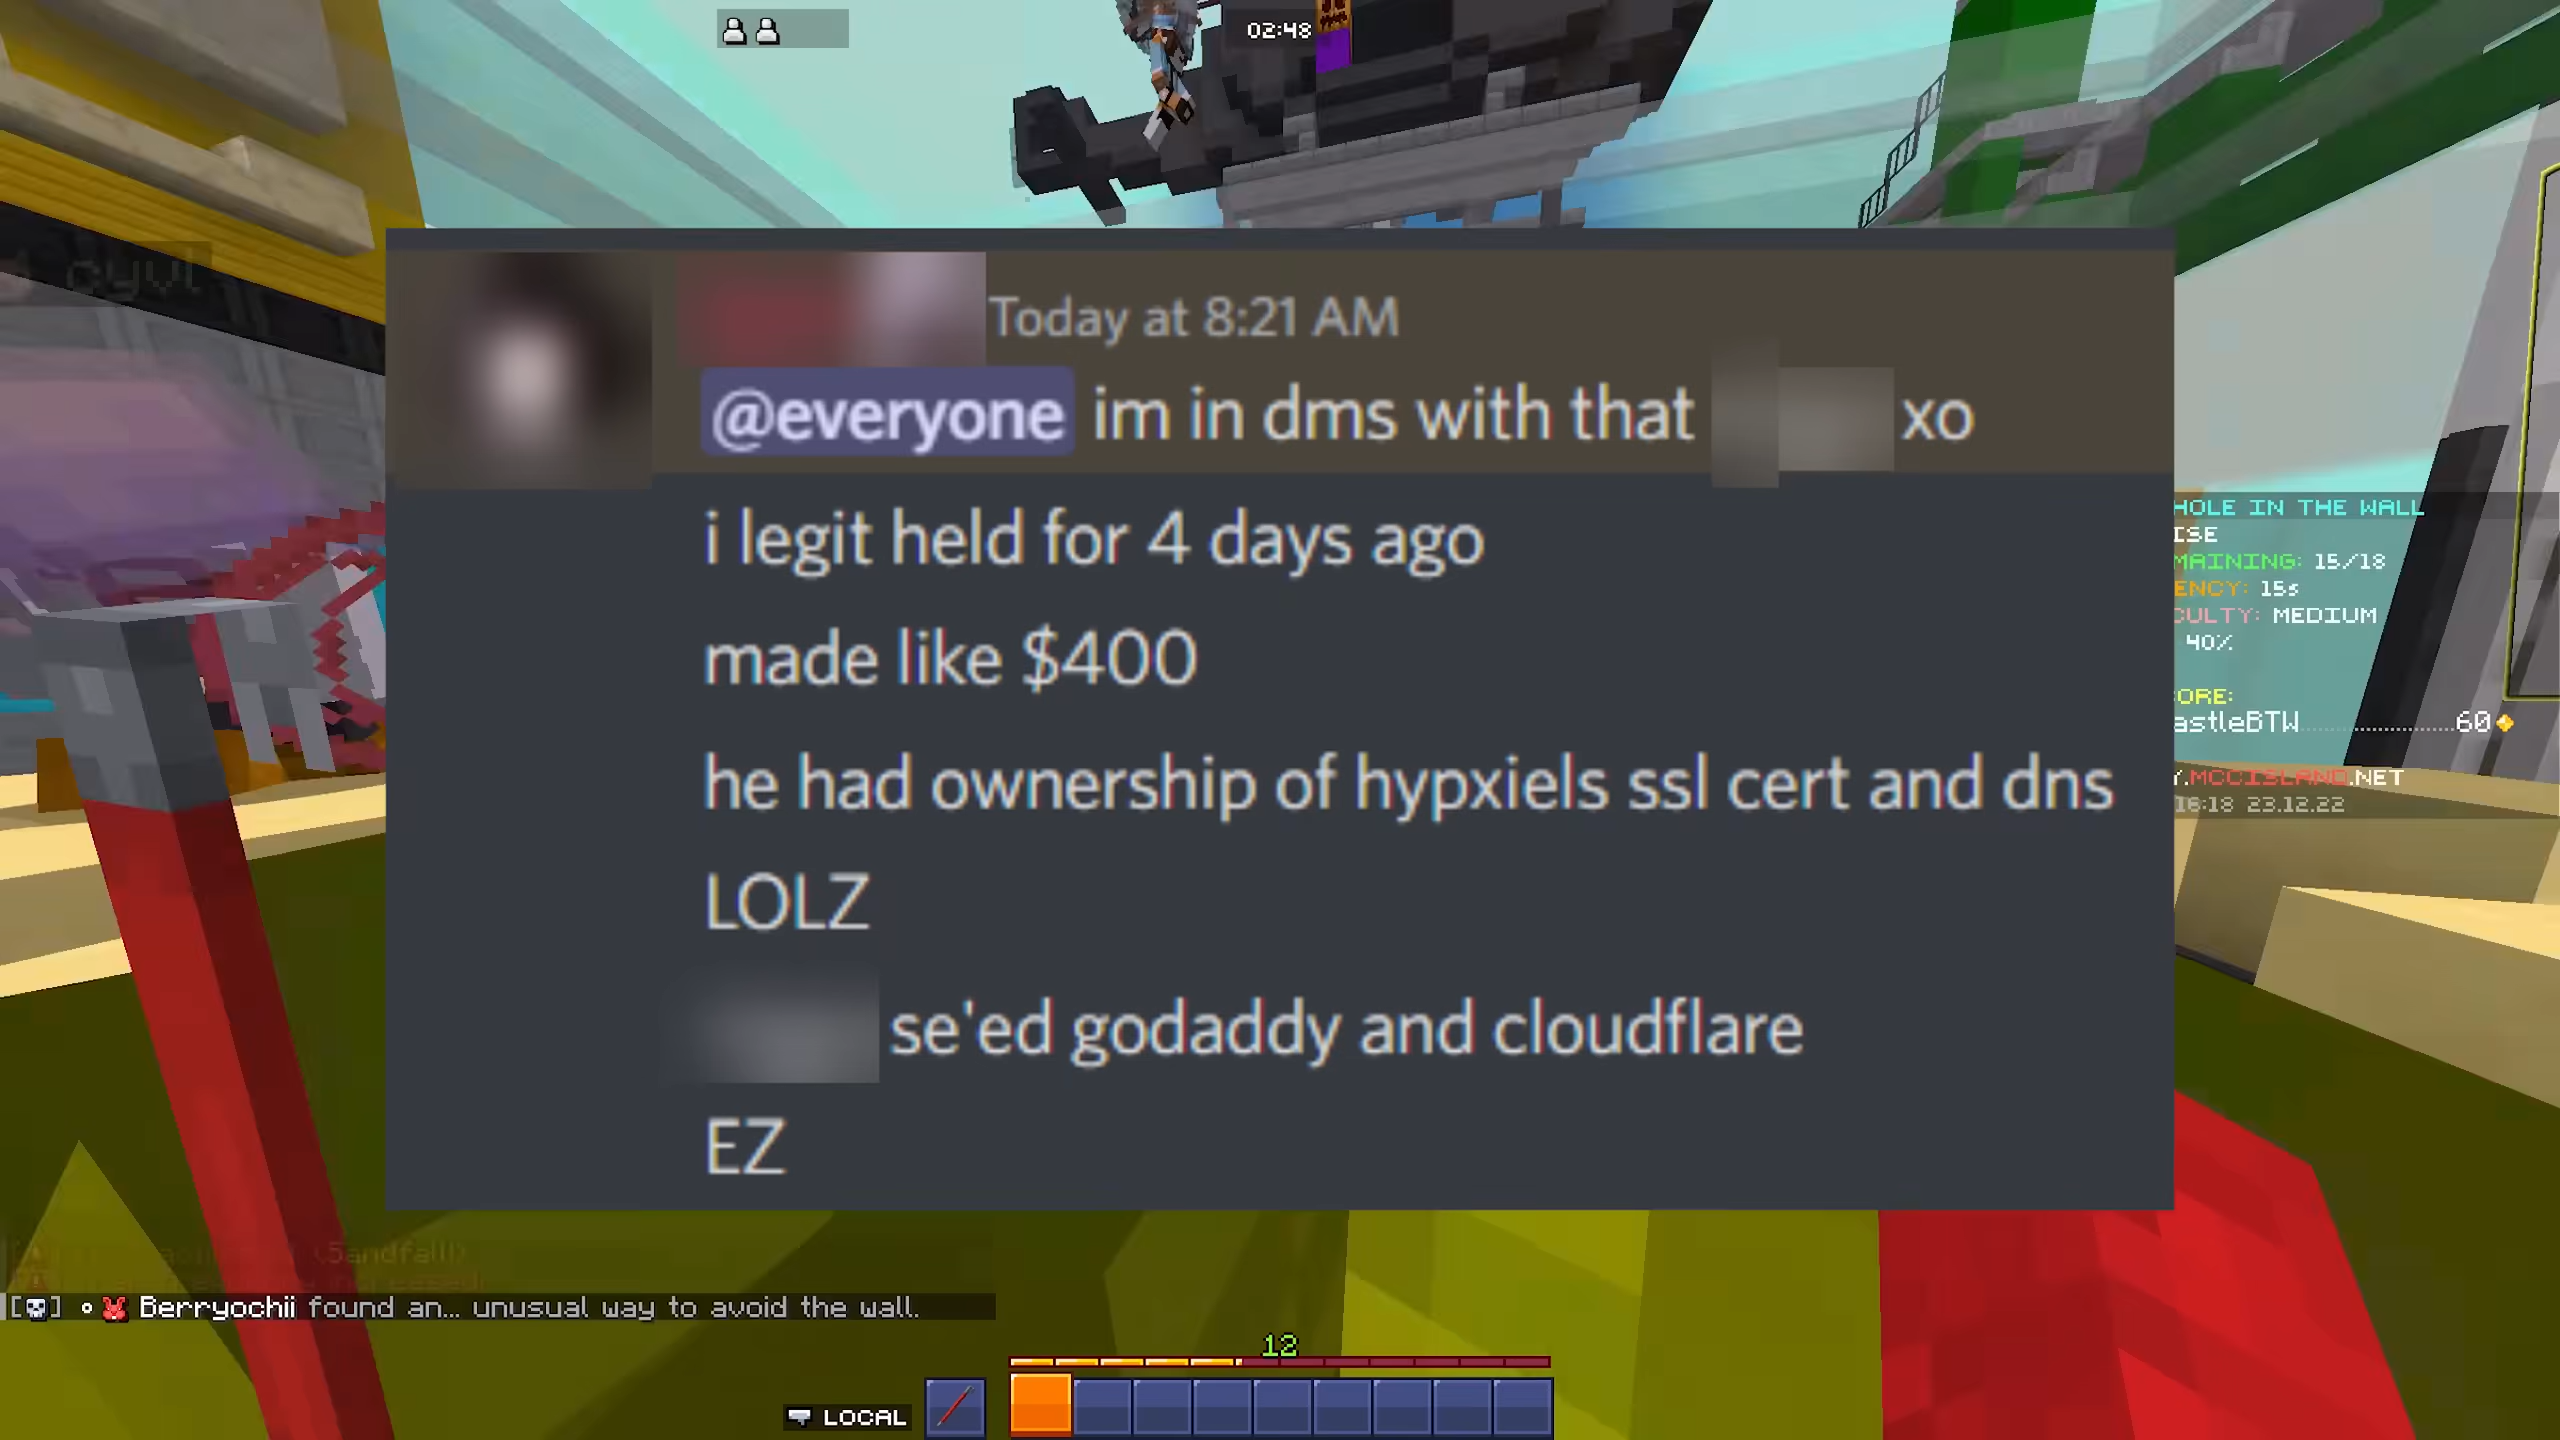 02:48
cyvl
Today at 8:21 AM
@everyone im in dms with that xo
i legit held for 4 days ago
made like $400
he had ownership of hypxiels ssl cert and dns
LOLZ
se'ed godaddy and cloudflare
EZ
HOLE IN THE WALL
ISE
MAINING: 15/18
ENCY: 15s
CULTY: MEDIUM
40%
ORE:
astleBTW 60
Y.MCCISLAND.NET
16:18 23.12.22
Berryochii found an... unusual way to avoid the wall.
12
LOCAL